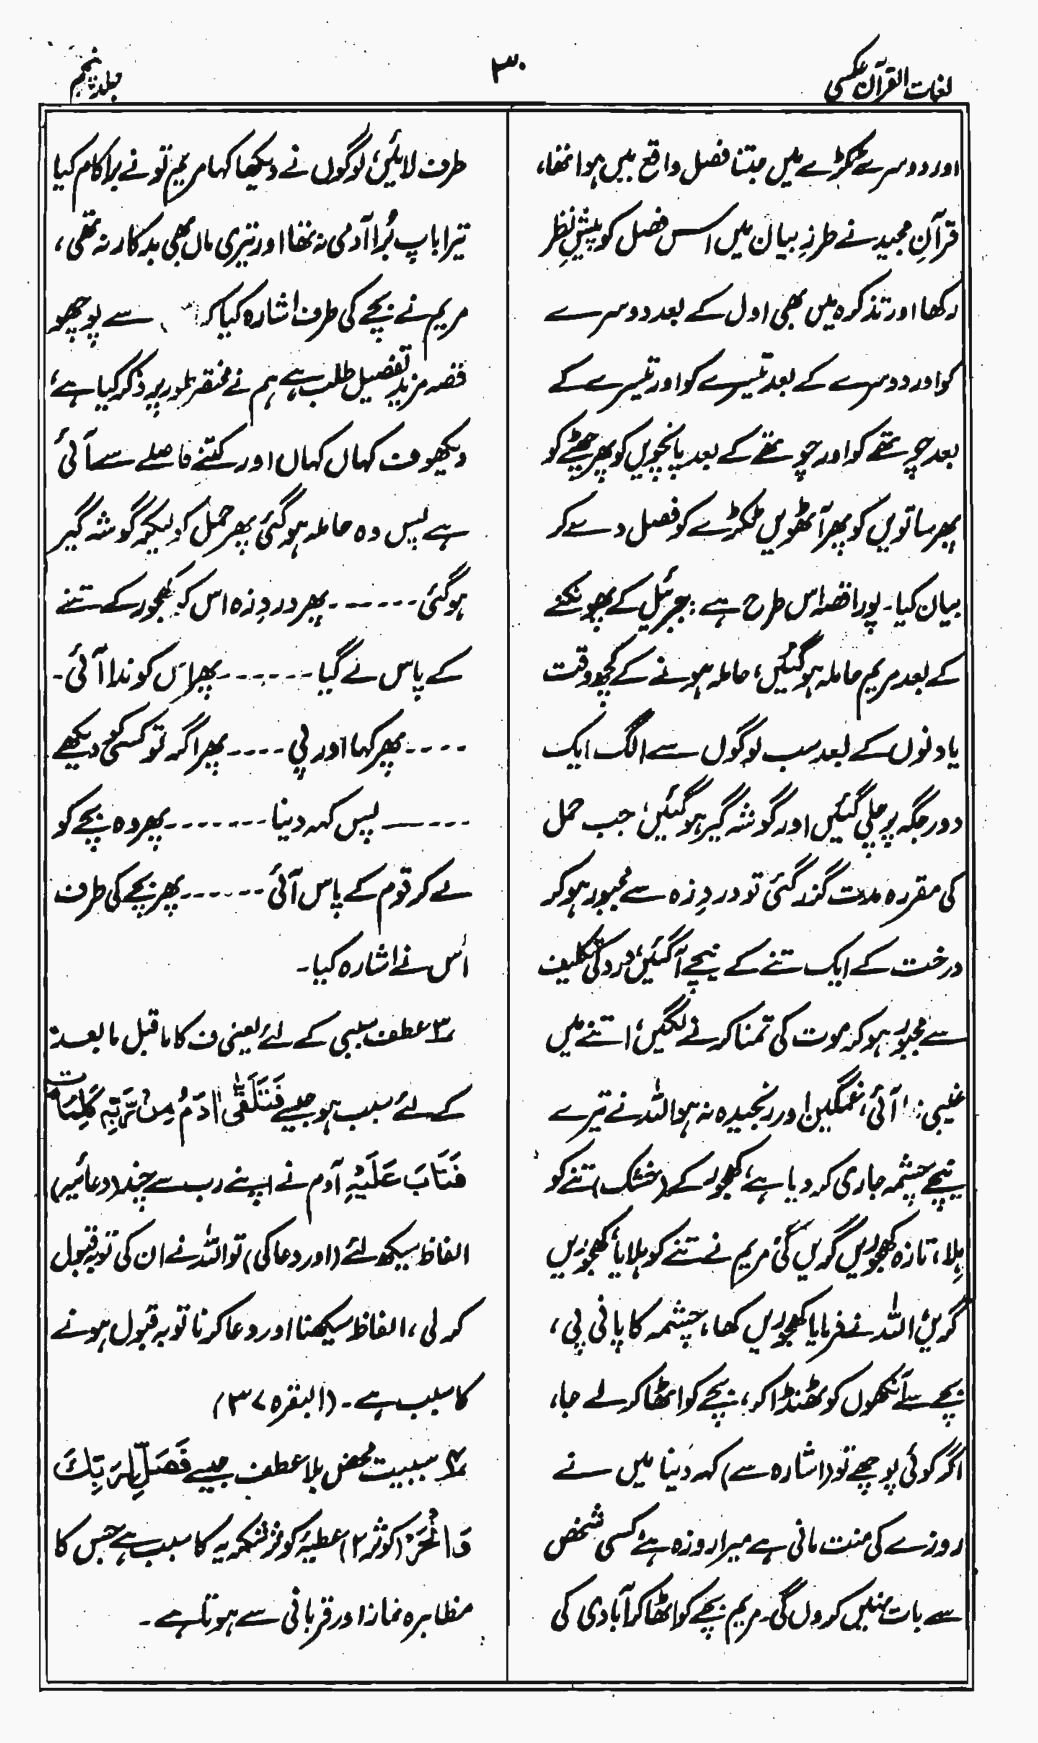 لغات القرآن عکسی
۳۰
جلد پنجم
اور دوسرے ٹکڑے میں جتنا فصل واقع میں ہوا تھا،
قرآن مجید نے طرزِ بیان میں اس فصل کو پیشِ نظر
رکھا اور تذکرہ میں بھی اول کے بعد دوسرے
کو اور دوسرے کے بعد تیسرے کو اور تیسرے کے
بعد چوتھے کو اور چوتھے کے بعد پانچویں کو پھر چھٹے کو
پھر ساتویں کو پھر آٹھویں ٹکڑے کو فصل دے کر
بیان کیا۔ پورا قصہ اس طرح ہے: جبرئیل کے پھونکنے
کے بعد مریم حاملہ ہوگئیں، حاملہ ہونے کے کچھ وقت
یا دنوں کے بعد سب لوگوں سے الگ ایک
دور جگہ پر چلی گئیں اور گوشہ گیر ہوگئیں، جب حمل
کی مقررہ مدت گزر گئی تو دردِ زہ سے مجبور ہو کر
درخت کے ایک تنے کے نیچے آگئیں، درد کی تکلیف
سے مجبور ہو کر موت کی تمنا کرنے لگیں، اتنے میں
غیبی آئی، غمگین اور رنجیدہ نہ ہو اللہ نے تیرے
نیچے چشمہ جاری کر دیا ہے، کھجور کے (خشک) تنے کو
ہلا، تازہ کھجوریں گریں گی، مریم نے تنے کو ہلایا، کھجوریں
گریں، اللہ نے فرمایا کھجوریں کھا، چشمہ کا پانی پی،
بچے سے آنکھوں کو ٹھنڈا کر، بچے کو اٹھا کر لے جا،
اگر کوئی پوچھے تو (اشارہ سے) کہہ دینا میں نے
روزے کی منت مانی ہے میرا روزہ ہے، کسی شخص
سے بات نہیں کروں گی۔ مریم بچے کو اٹھا کر آبادی کی
طرف لائیں، لوگوں نے دیکھا کہا مریم تو نے برا کام کیا
تیرا باپ بُرا آدمی نہ تھا اور تیری ماں بھی بدکار نہ تھی،
مریم نے بچے کی طرف اشارہ کیا کہ سے پوچھو
قصہ مزید تفصیل طلب ہے ہم نے مختصر طور پر ذکر کیا ہے،
دیکھو ف کہاں کہاں اور کتنے فاصلے سے آئی
ہے پس وہ حاملہ ہوگئی پھر حمل کو لیکر گوشہ گیر
ہوگئی ------- پھر دردِ زہ اس کو کھجور کے تنے
کے پاس لے گیا ------- پھر اس کو ندا آئی۔
---- پھر کھا اور پی ---- پھر اگر تو کسی کو دیکھے
------ پس کہہ دینا ------- پھر وہ بچے کو
لے کر قوم کے پاس آئی ------ پھر بچے کی طرف
اُس نے اشارہ کیا۔
۳؎ عطف سببی کے لئے یعنی ف کا ماقبل مابعد
کے لئے سبب ہو جیسے فَتَلَقّٰٓى اٰدَمُ مِنْ رَّبِّهٖ كَلِمَاتٍ
فَتَابَ عَلَيْهِ آدم نے اپنے رب سے چند (دعائیہ)
الفاظ سیکھ لئے (اور دعا کی) تو اللہ نے ان کی توبہ قبول
کر لی، الفاظ سیکھنا اور دعا کرنا توبہ قبول ہونے
کا سبب ہے۔ (البقرہ ۳۷)
۴؎ سببیت محض بلا عطف جیسے فَصَلِّ لِرَبِّكَ
وَانْحَرْ (کوثر ۲) عطیۂ کوثر شکریہ کا سبب ہے جس کا
مظاہرہ نماز اور قربانی سے ہوتا ہے۔